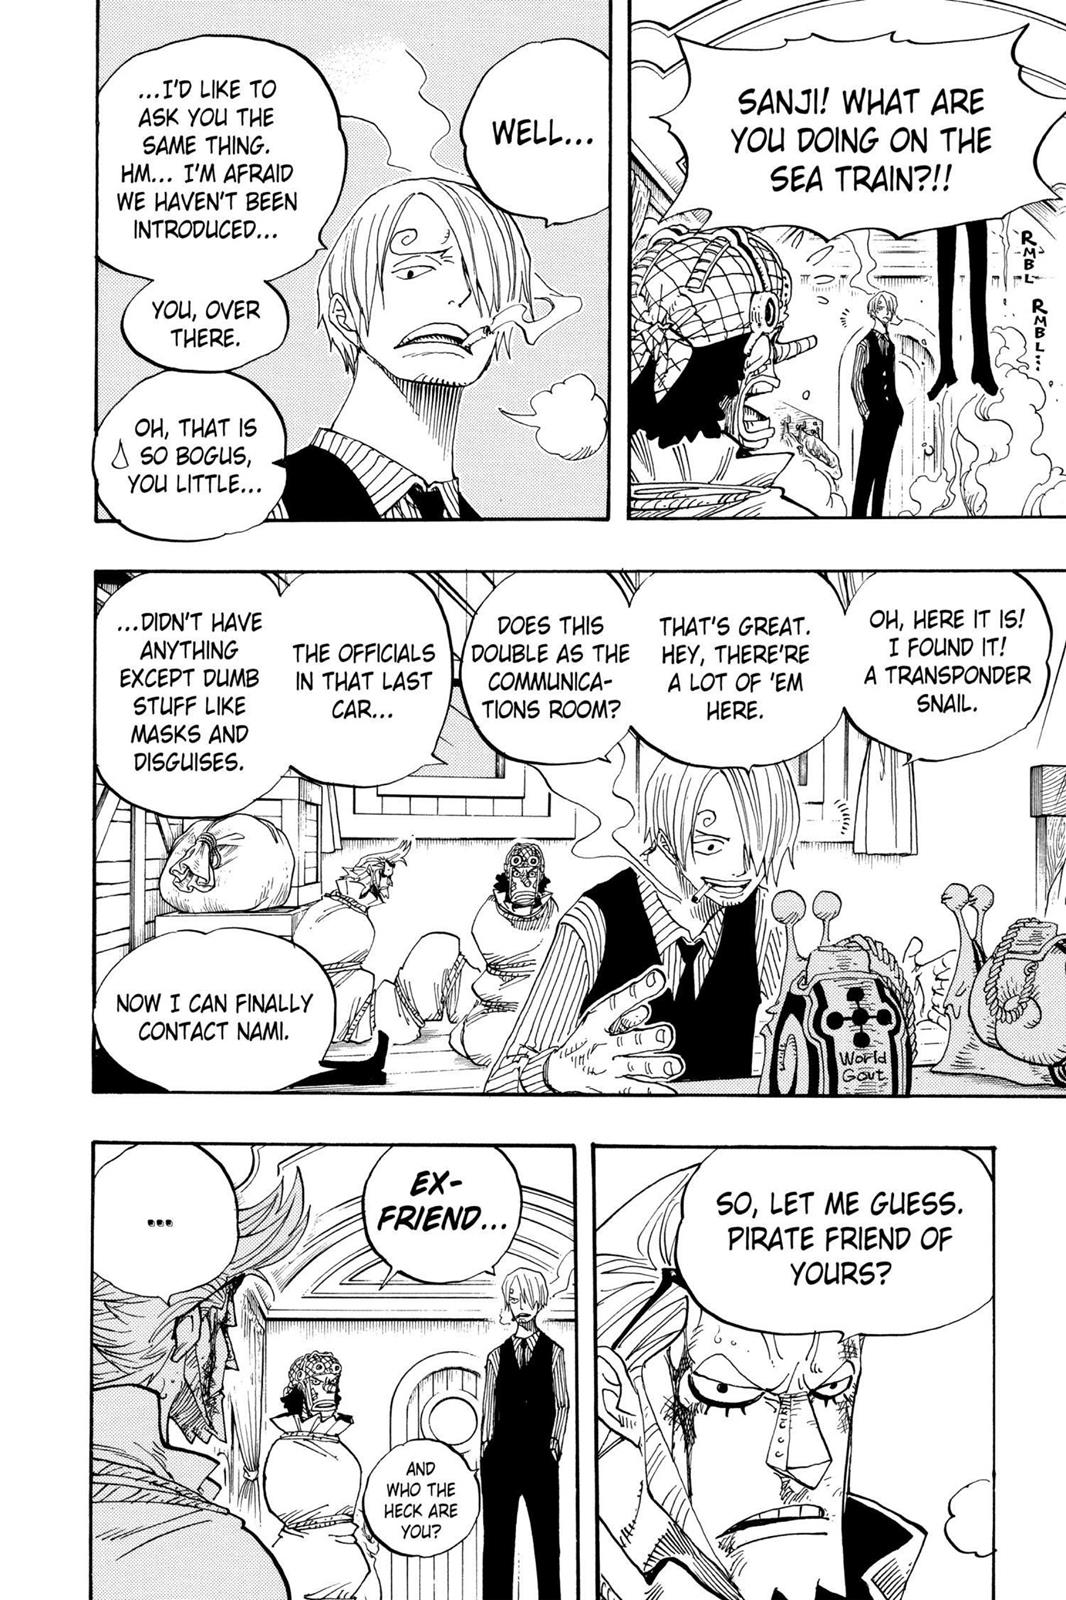 SANJI! WHAT ARE
YOU DOING ON THE
SEA TRAIN?!!
RMBL
RMBL...
WELL...
...I'D LIKE TO
ASK YOU THE
SAME THING.
HM... I'M AFRAID
WE HAVEN'T BEEN
INTRODUCED...
YOU, OVER
THERE.
OH, THAT IS
SO BOGUS,
YOU LITTLE...
OH, HERE IT IS!
I FOUND IT!
A TRANSPONDER
SNAIL.
THAT'S GREAT.
HEY, THERE'RE
A LOT OF 'EM
HERE.
DOES THIS
DOUBLE AS THE
COMMUNICA-
TIONS ROOM?
THE OFFICIALS
IN THAT LAST
CAR...
...DIDN'T HAVE
ANYTHING
EXCEPT DUMB
STUFF LIKE
MASKS AND
DISGUISES.
NOW I CAN FINALLY
CONTACT NAMI.
World
Govt.
SO, LET ME GUESS.
PIRATE FRIEND OF
YOURS?
EX-
FRIEND...
...
AND
WHO THE
HECK ARE
YOU?